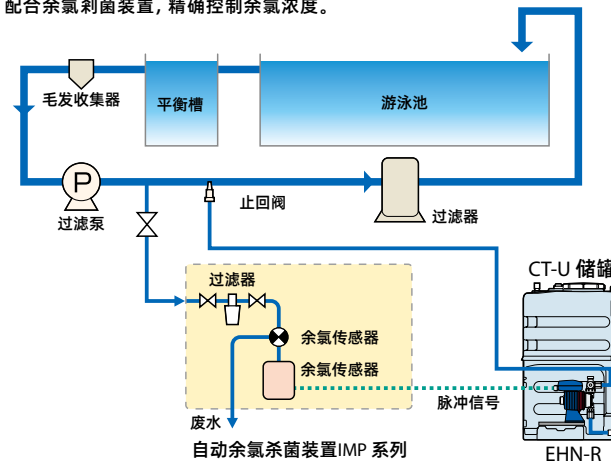 配合余氯刹菌装置，精确控制余氯浓度。
毛发收集器
平衡槽
游泳池
P
过滤泵
止回阀
过滤器
CT-U 储罐
过滤器
余氯传感器
余氯传感器
脉冲信号
废水
自动余氯杀菌装置IMP 系列
EHN-R